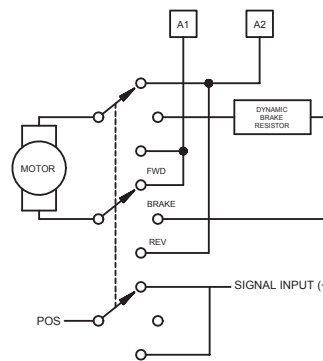 A1 A2
DYNAMIC
BRAKE
RESISTOR
MOTOR
FWD
BRAKE
REV
SIGNAL INPUT (
POS